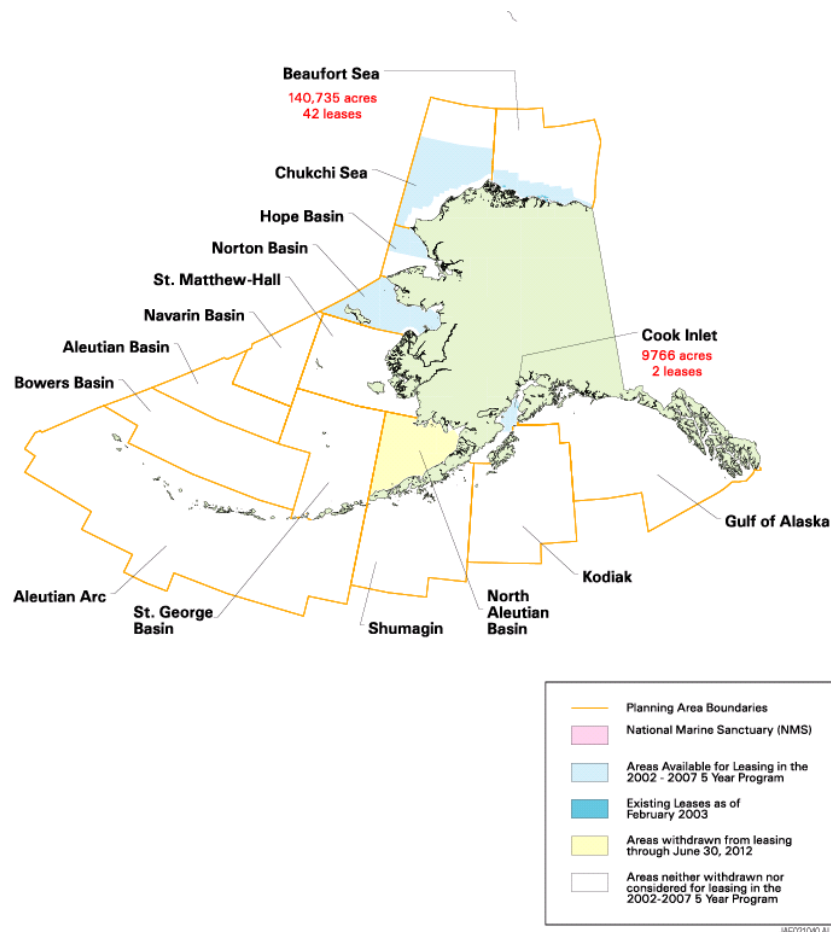 Beaufort Sea
140,735 acres
42 leases
Chukchi Sea
Hope Basin
Norton Basin
St. Matthew-Hall
Navarin Basin
Aleutian Basin
Bowers Basin
Cook Inlet
9766 acres
2 leases
Gulf of Alaska
Kodiak
North
Aleutian
Basin
Shumagin
St. George
Basin
Aleutian Arc
Planning Area Boundaries
National Marine Sanctuary (NMS)
Areas Available for Leasing in the
2002 - 2007 5 Year Program
Existing Leases as of
February 2003
Areas withdrawn from leasing
through June 30, 2012
Areas neither withdrawn nor
considered for leasing in the
2002-2007 5 Year Program